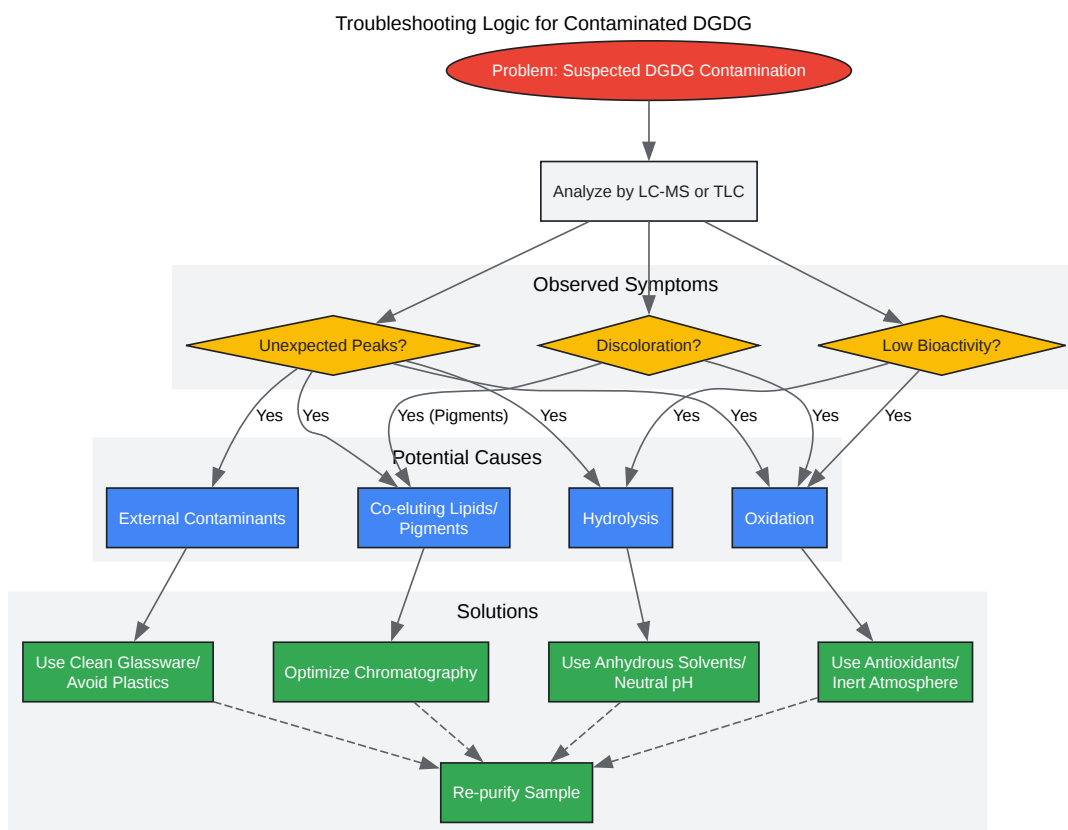 Troubleshooting Logic for Contaminated DGDG
Problem: Suspected DGDG Contamination
Analyze by LC-MS or TLC
Observed Symptoms
Unexpected Peaks?
Discoloration?
Low Bioactivity?
Yes
Yes
Yes (Pigments)
Yes
Yes
Yes
Yes
Yes
Potential Causes
External Contaminants
Co-eluting Lipids/
Pigments
Hydrolysis
Oxidation
Solutions
Use Clean Glassware/
Avoid Plastics
Optimize Chromatography
Use Anhydrous Solvents/
Neutral pH
Use Antioxidants/
Inert Atmosphere
Re-purify Sample